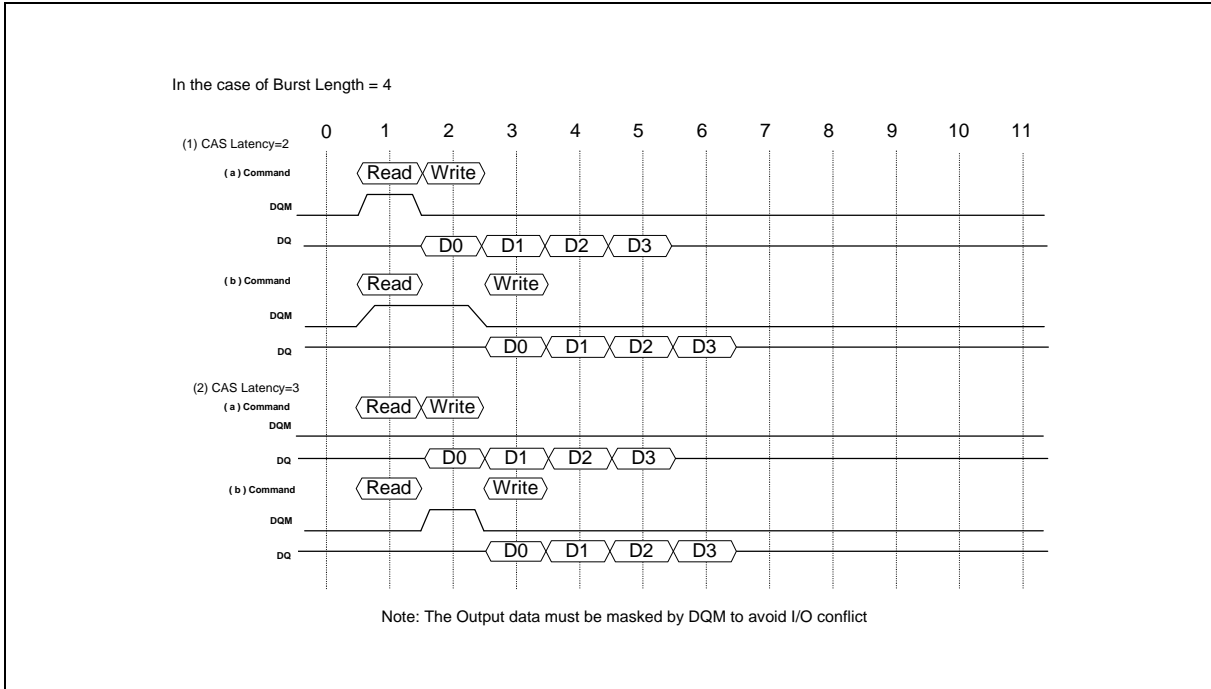 In the case of Burst Length = 4
0 1 2 3 4 5 6 7 8 9 10 11
(1) CAS Latency=2
( a ) Command Read Write
DQM
DQ D0 D1 D2 D3
( b ) Command Read Write
DQM
DQ D0 D1 D2 D3
(2) CAS Latency=3
( a ) Command Read Write
DQM
DQ D0 D1 D2 D3
( b ) Command Read Write
DQM
DQ D0 D1 D2 D3
Note: The Output data must be masked by DQM to avoid I/O conflict